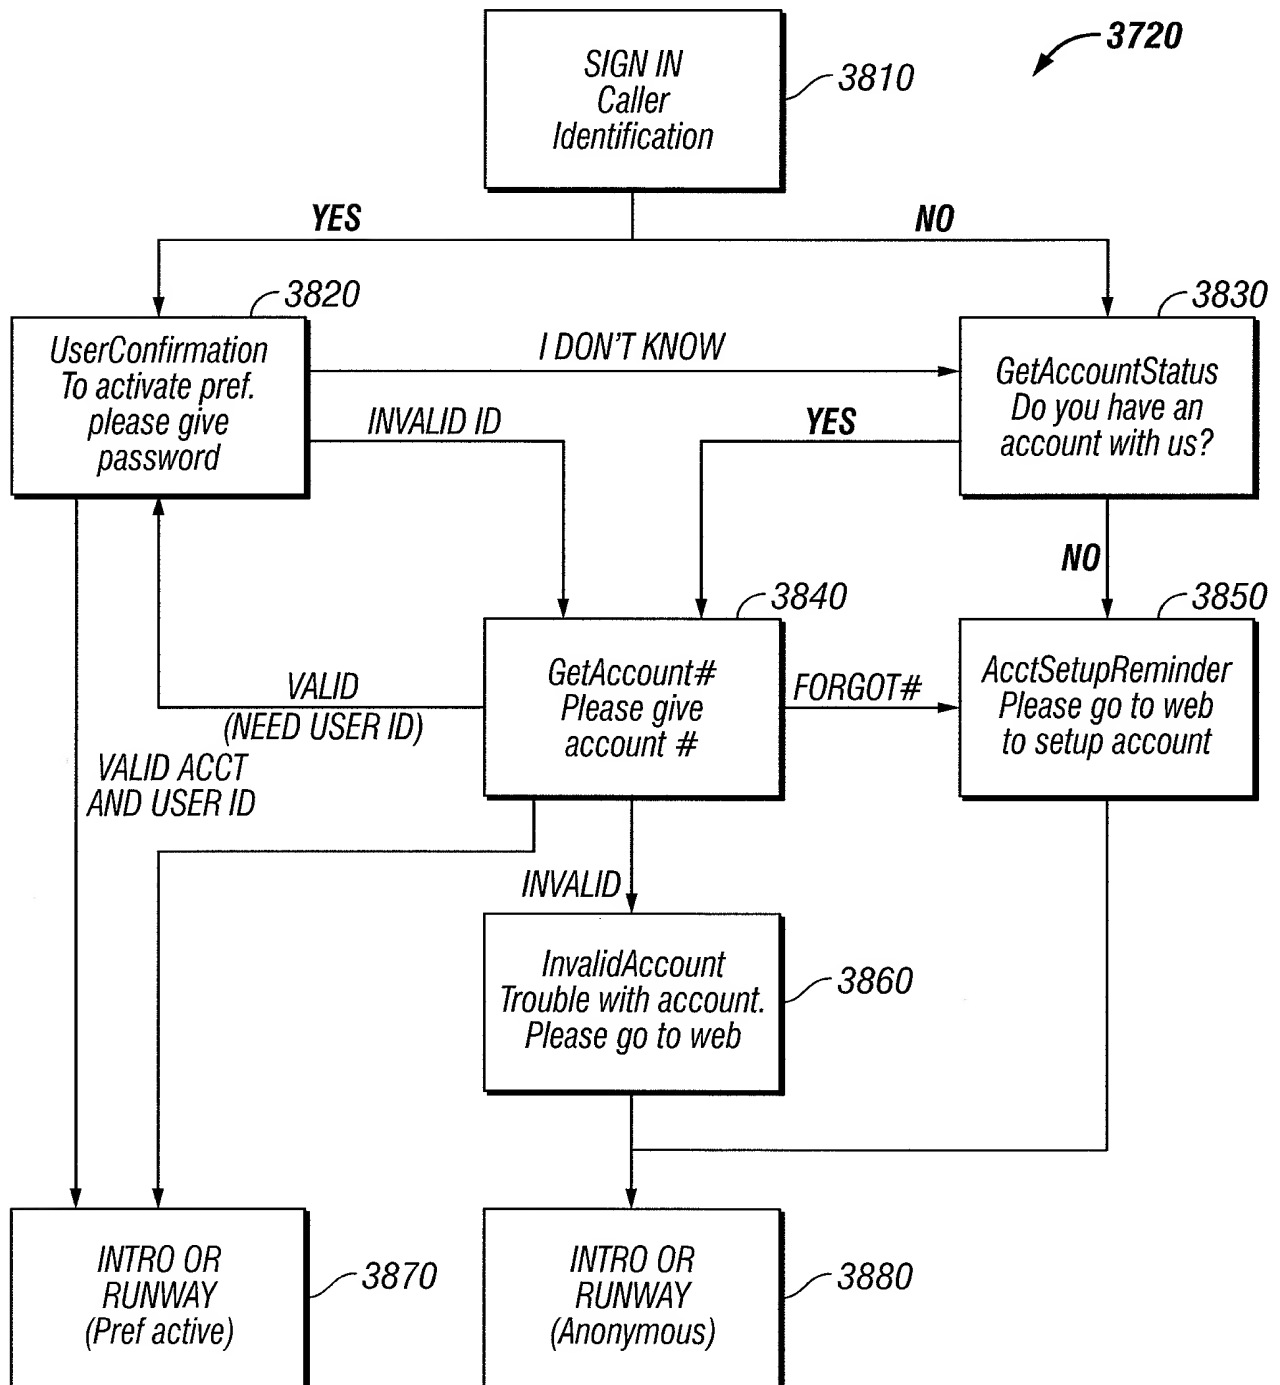 3720
SIGN IN
Caller
Identification
3810
YES
NO
3820
UserConfirmation
To activate pref.
please give
password
3830
GetAccountStatus
Do you have an
account with us?
I DON'T KNOW
INVALID ID
YES
NO
3840
GetAccount#
Please give
account #
3850
AcctSetupReminder
Please go to web
to setup account
FORGOT#
VALID
(NEED USER ID)
VALID ACCT
AND USER ID
INVALID
InvalidAccount
Trouble with account.
Please go to web
3860
INTRO OR
RUNWAY
(Pref active)
3870
INTRO OR
RUNWAY
(Anonymous)
3880